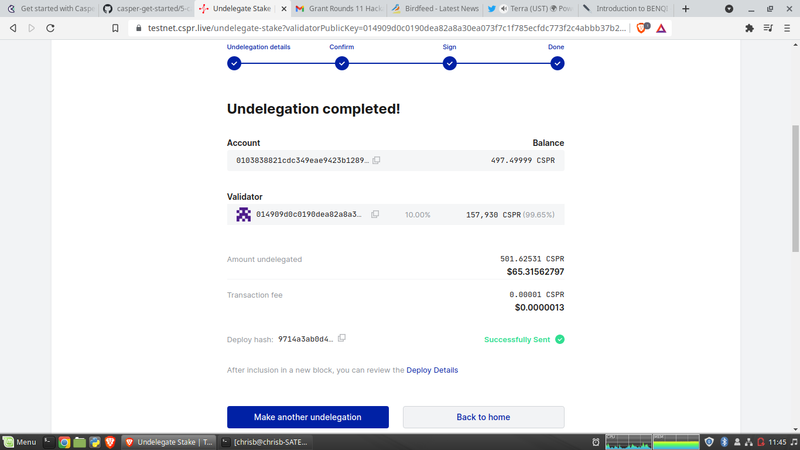 Get started with Caspe
casper-get-started/5-c
Undelegate Stake |
Grant Rounds 11 Hack
Birdfeed - Latest News
Terra (UST) 🌍 Pow
Introduction to BENQ
testnet.cspr.live/undelegate-stake?validatorPublicKey=014909d0c0190dea82a8a30ea073f7c1f785ecfdc773f2c4abbb37b2...
Undelegation details
Confirm
Sign
Done
Undelegation completed!
Account
Balance
0103838821cdc349eae9423b1289...
497.49999 CSPR
Validator
014909d0c0190dea82a8a3...
10.00%
157,930 CSPR (99.65%)
Amount undelegated
501.62531 CSPR
$65.31562797
Transaction fee
0.00001 CSPR
$0.0000013
Deploy hash: 9714a3ab0d4...
Successfully Sent
After inclusion in a new block, you can review the Deploy Details
Make another undelegation
Back to home
Menu
Undelegate Stake | T...
[chrisb@chrisb-SATE...
11:45